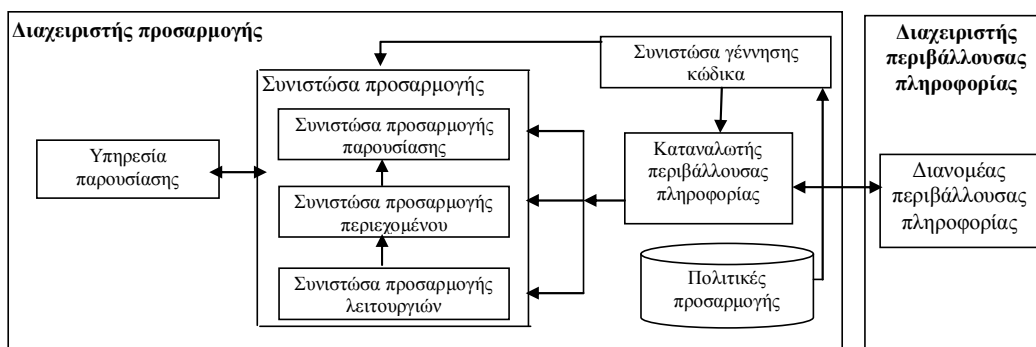 Διαχειριστής προσαρμογής
Συνιστώσα γέννησης
κώδικα
Διαχειριστής
περιβάλλουσας
πληροφορίας
Συνιστώσα προσαρμογής
Συνιστώσα προσαρμογής
παρουσίασης
Υπηρεσία
παρουσίασης
Καταναλωτής
περιβάλλουσας
πληροφορίας
Διανομέας
περιβάλλουσας
πληροφορίας
Συνιστώσα προσαρμογής
περιεχομένου
Συνιστώσα προσαρμογής
λειτουργιών
Πολιτικές
προσαρμογής